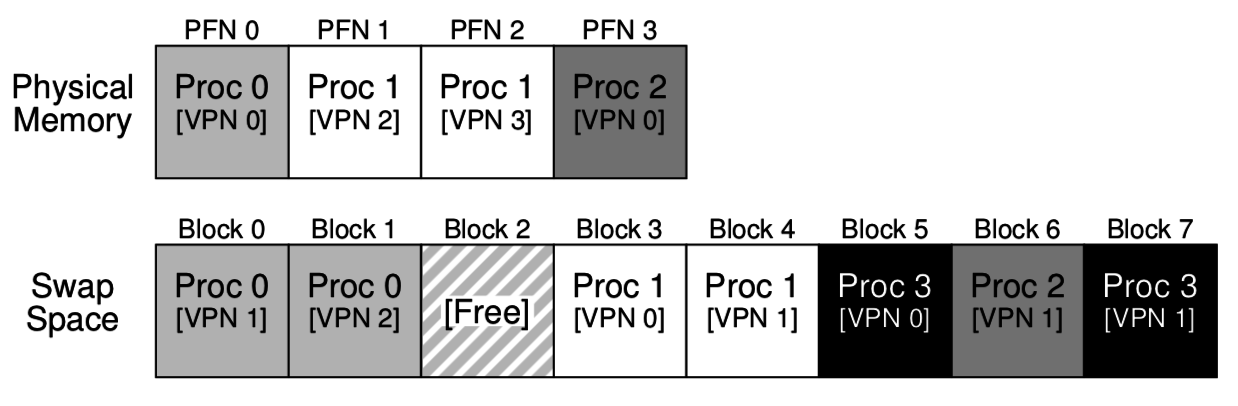 PFN 0 PFN 1 PFN 2 PFN 3
Physical Memory
Proc 0 Proc 1 Proc 1 Proc 2
[VPN 0] [VPN 2] [VPN 3] [VPN 0]
Block 0 Block 1 Block 2 Block 3 Block 4 Block 5 Block 6 Block 7
Swap Space
Proc 0 Proc 0 [Free] Proc 1 Proc 1 Proc 3 Proc 2 Proc 3
[VPN 1] [VPN 2] [VPN 0] [VPN 1] [VPN 0] [VPN 1] [VPN 1]